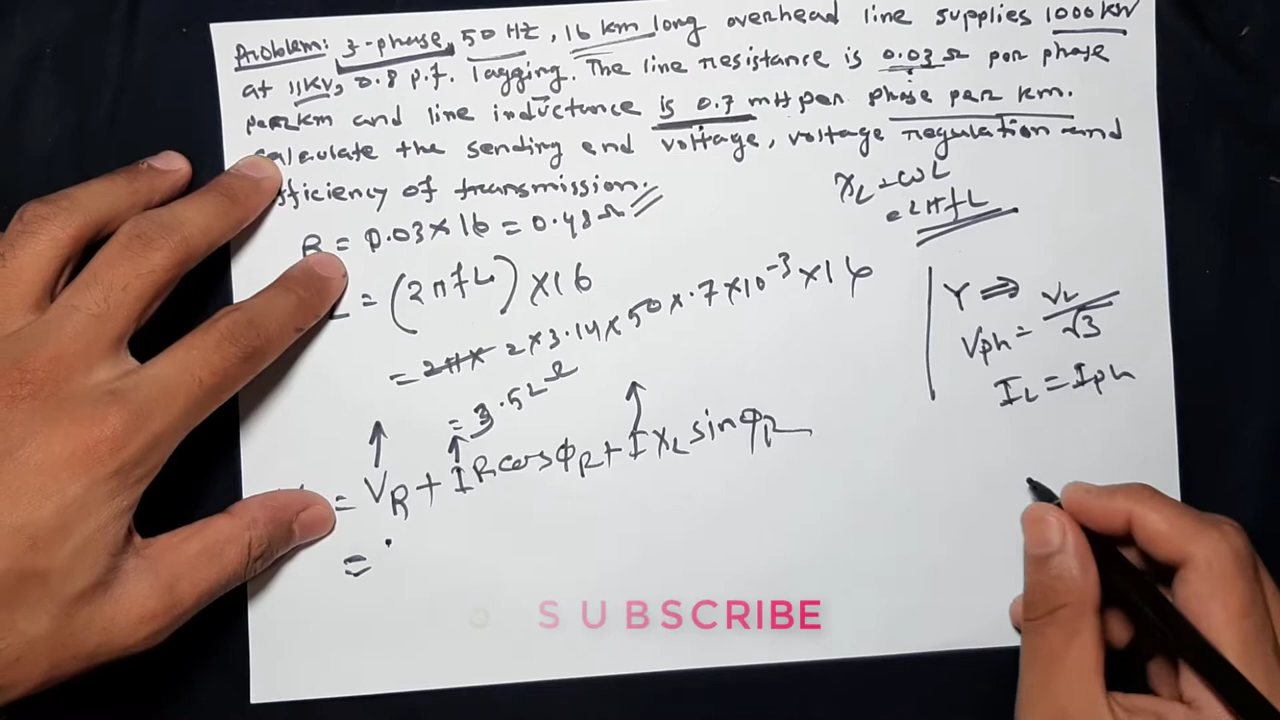 Problem: 3-phase, 50 Hz, 16 km long overhead line supplies 1000 kW
at 11kV, 0.8 p.f. lagging. The line resistance is 0.03 Ω per phase
per km and line inductance is 0.7 mH per phase per km.
Calculate the sending end voltage, voltage regulation and
fficiency of transmission.
R = 0.03 × 16 = 0.48 Ω
XL = ωL
= 2πfL
L = (2πfL) × 16
= 2π× 2 × 3.14 × 50 × .7 × 10⁻³ × 16
= 3.52 Ω
Y ⇒
Vph = VL/√3
IL = Iph
= VR + IR cosφR + I XL sinφR
=
SUBSCRIBE